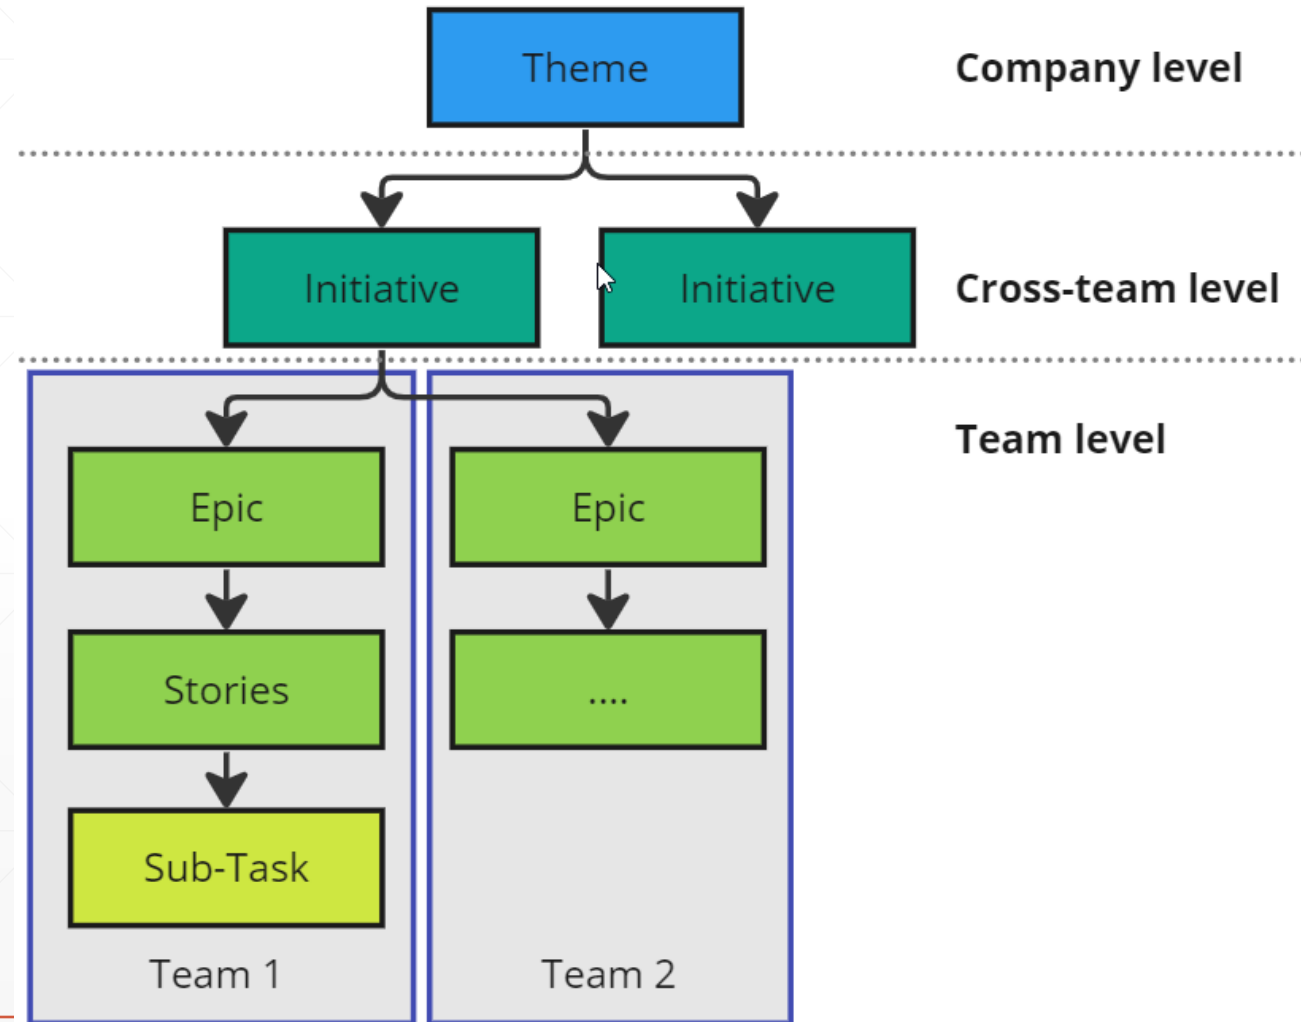 Theme
Company level
Initiative
Initiative
Cross-team level
Team level
Epic
Epic
Stories
....
Sub-Task
Team 1
Team 2